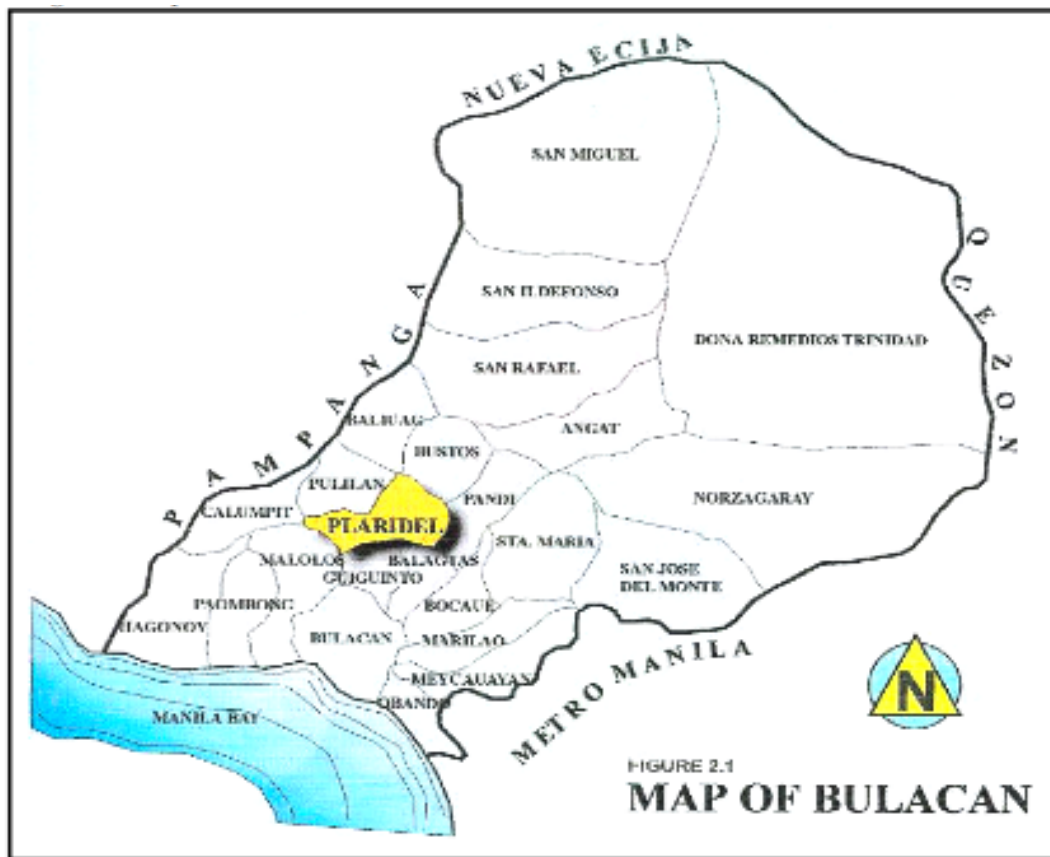 NUEVA ECIJA
SAN MIGUEL
QUEZON
SAN ILDEFONSO
PAMPANGA
DONA REMEDIOS TRINIDAD
SAN RAFAEL
BALIUAG
ANGAT
BUSTOS
PULILAN
PANDI
NORZAGARAY
CALUMPIT
PLARIDEL
STA. MARIA
MALOLOS
BALAGTAS
GUIGUINTO
SAN JOSE
DEL MONTE
PAOMBONG
BOCAUE
HAGONOY
BULACAN
MARILAO
METRO MANILA
MEYCAUAYAN
OBANDO
MANILA BAY
N
FIGURE 2.1
MAP OF BULACAN